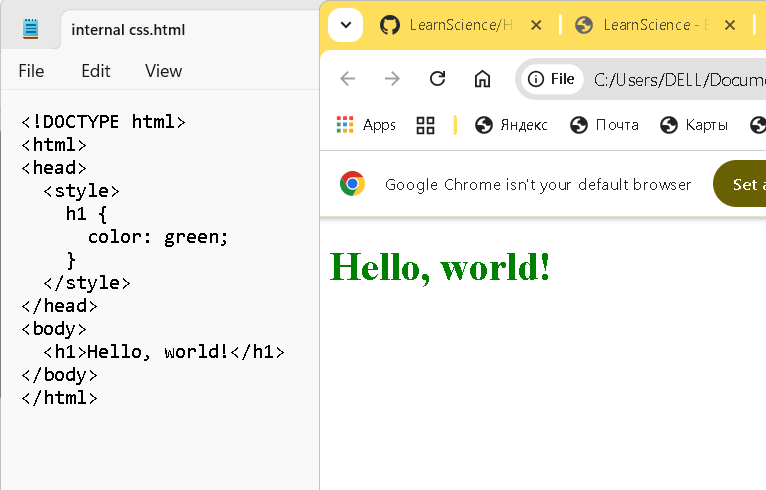 internal css.html
File Edit View
<!DOCTYPE html>
<html>
<head>
<style>
h1 {
color: green;
}
</style>
</head>
<body>
<h1>Hello, world!</h1>
</body>
</html>
LearnScience/H LearnScience - E
File C:/Users/DELL/Docume
Apps Яндекс Почта Карты
Google Chrome isn't your default browser Set a
Hello, world!